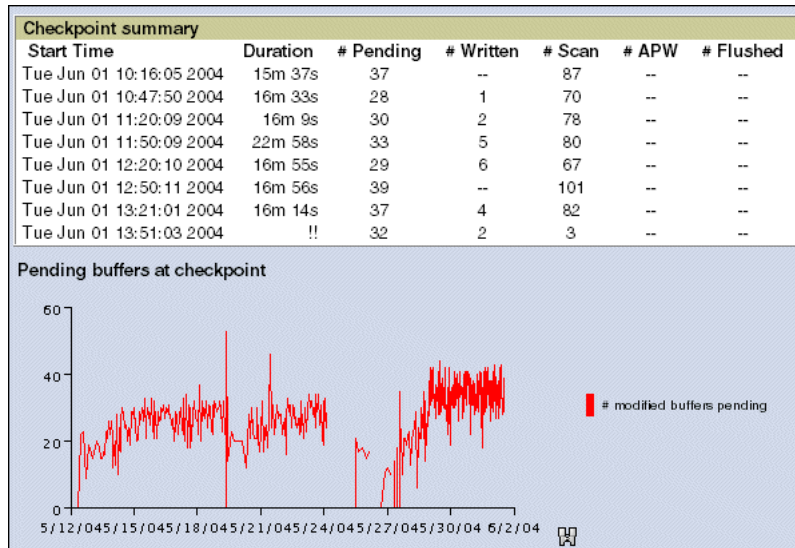 Checkpoint summary
Start Time Duration # Pending # Written # Scan # APW # Flushed
Tue Jun 01 10:16:05 2004 15m 37s 37 -- 87 -- --
Tue Jun 01 10:47:50 2004 16m 33s 28 1 70 -- --
Tue Jun 01 11:20:09 2004 16m 9s 30 2 78 -- --
Tue Jun 01 11:50:09 2004 22m 58s 33 5 80 -- --
Tue Jun 01 12:20:10 2004 16m 55s 29 6 67 -- --
Tue Jun 01 12:50:11 2004 16m 56s 39 -- 101 -- --
Tue Jun 01 13:21:01 2004 16m 14s 37 4 82 -- --
Tue Jun 01 13:51:03 2004 !! 32 2 3 -- --
Pending buffers at checkpoint
60
40
20
0
# modified buffers pending
5/12/04 5/15/04 5/18/04 5/21/04 5/24/04 5/27/04 5/30/04 6/2/04